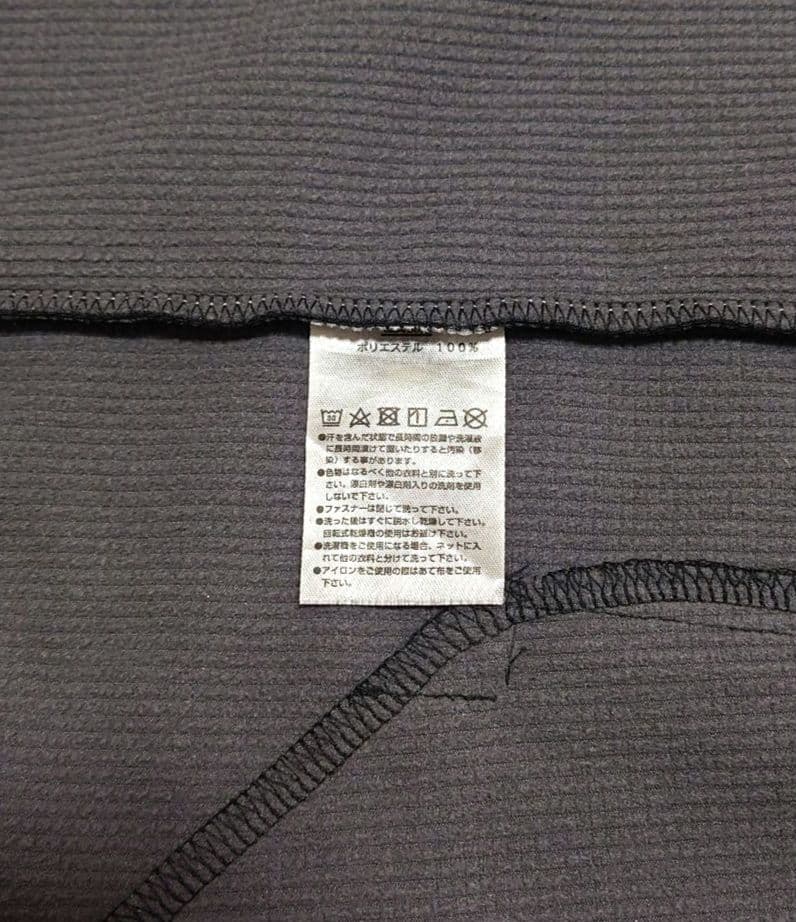 ポリエステル 100%
●汗を含んだ状態で長時間の放置や洗濯液
に長時間漬けて置いたりすると汚染(移
染)する事があります。
●色物はなるべく他の衣料と別に洗って下
さい。漂白剤や漂白剤入りの洗剤を使用
しないで下さい。
●ファスナーは閉じて洗って下さい。
●洗った後はすぐに脱水し乾燥して下さい。
回転式乾燥機の使用はお避け下さい。
●洗濯機をご使用になる場合、ネットに入
れて他の衣料と分けて洗って下さい。
●アイロンをご使用の際はあて布をご使用
下さい。